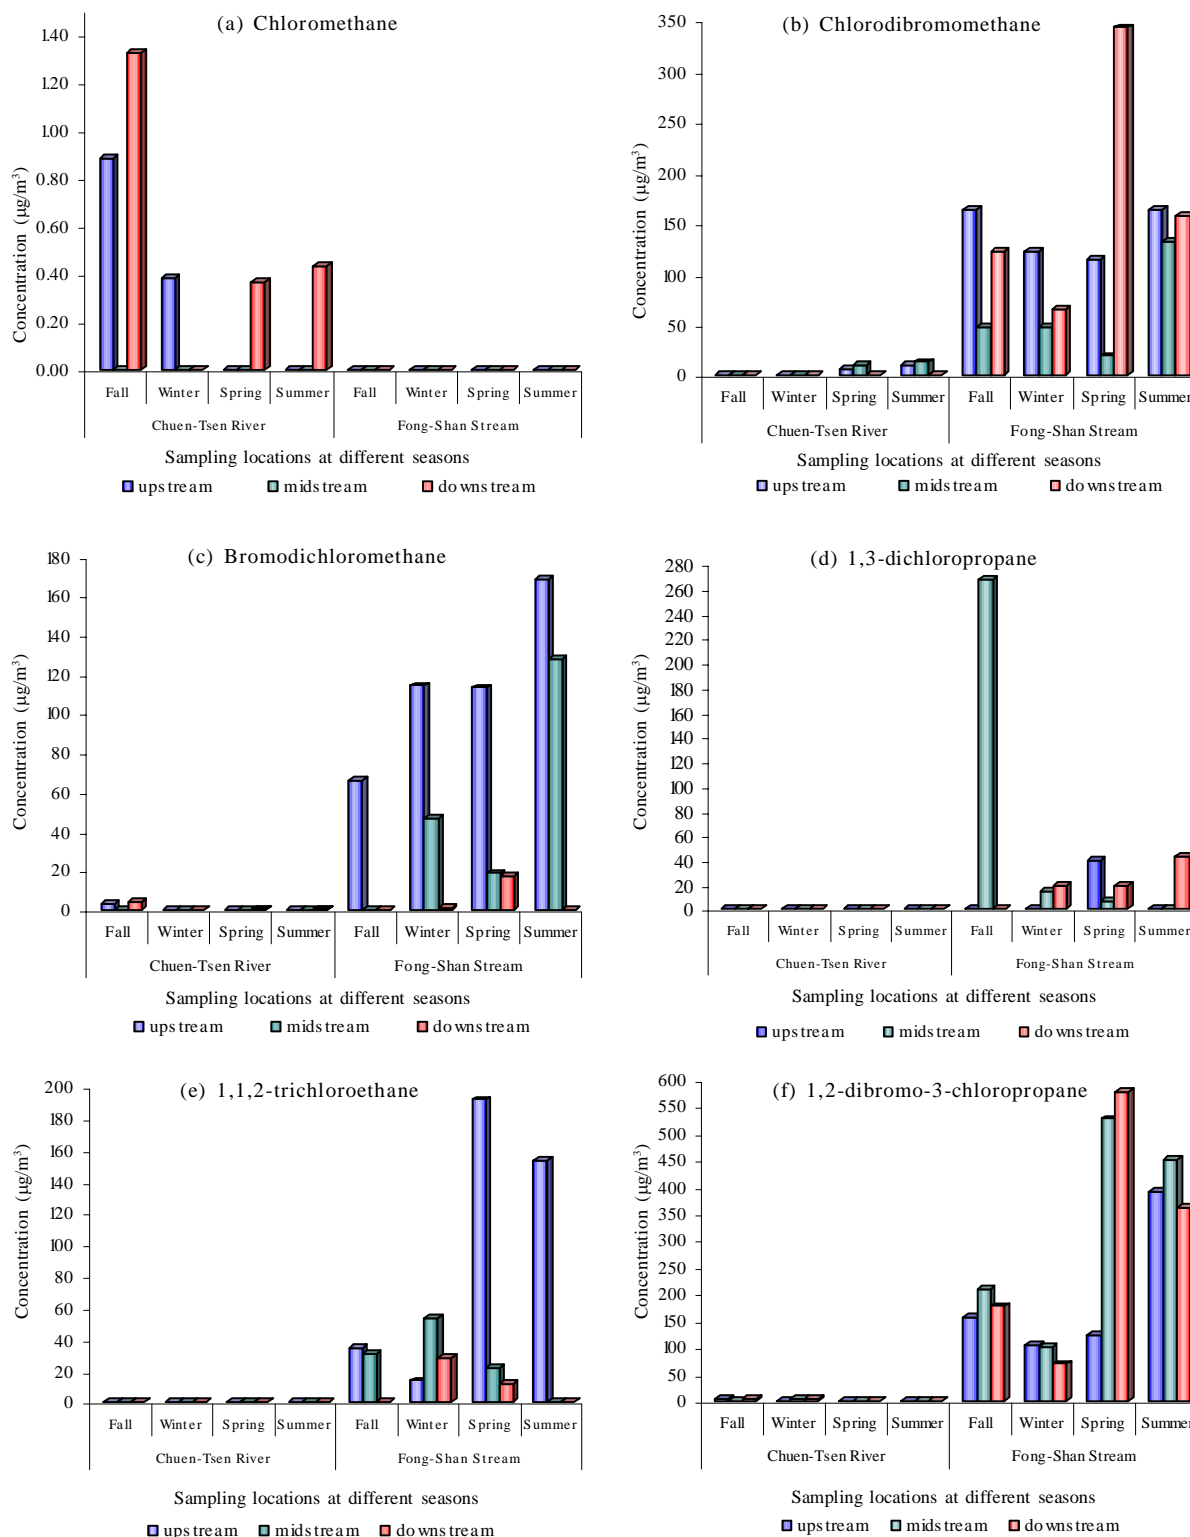 (a) Chloromethane
1.40
1.20
1.00
0.80
0.60
0.40
0.20
0.00
Concentration (µg/m³)
Fall Winter Spring Summer Fall Winter Spring Summer
Chuen-Tsen River Fong-Shan Stream
Sampling locations at different seasons
upstream midstream downstream
(b) Chlorodibromomethane
350
300
250
200
150
100
50
0
Concentration (µg/m³)
Fall Winter Spring Summer Fall Winter Spring Summer
Chuen-Tsen River Fong-Shan Stream
Sampling locations at different seasons
upstream midstream downstream
(c) Bromodichloromethane
180
160
140
120
100
80
60
40
20
0
Concentration (µg/m³)
Fall Winter Spring Summer Fall Winter Spring Summer
Chuen-Tsen River Fong-Shan Stream
Sampling locations at different seasons
upstream midstream downstream
(d) 1,3-dichloropropane
280
260
240
220
200
180
160
140
120
100
80
60
40
20
0
Concentration (µg/m³)
Fall Winter Spring Summer Fall Winter Spring Summer
Chuen-Tsen River Fong-Shan Stream
Sampling locations at different seasons
upstream midstream downstream
(e) 1,1,2-trichloroethane
200
180
160
140
120
100
80
60
40
20
0
Concentration (µg/m³)
Fall Winter Spring Summer Fall Winter Spring Summer
Chuen-Tsen River Fong-Shan Stream
Sampling locations at different seasons
upstream midstream downstream
(f) 1,2-dibromo-3-chloropropane
600
550
500
450
400
350
300
250
200
150
100
50
0
Concentration (µg/m³)
Fall Winter Spring Summer Fall Winter Spring Summer
Chuen-Tsen River Fong-Shan Stream
Sampling locations at different seasons
upstream midstream downstream